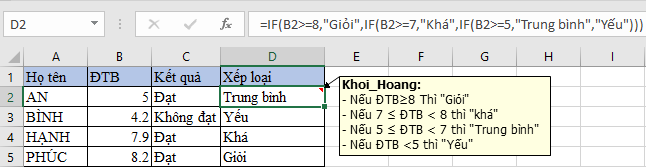 D2 fx =IF(B2>=8,"Giỏi",IF(B2>=7,"Khá",IF(B2>=5,"Trung bình","Yếu")))
A B C D E F G H I
1 Họ tên ĐTB Kết quả Xếp loại
2 AN 5 Đạt Trung bình
3 BÌNH 4.2 Không đạt Yếu
4 HẠNH 7.9 Đạt Khá
5 PHÚC 8.2 Đạt Giỏi
Khoi_Hoang:
- Nếu ĐTB≥8 Thì "Giỏi"
- Nếu 7 ≤ ĐTB < 8 thì "khá"
- Nếu 5 ≤ ĐTB < 7 thì "Trung bình"
- Nếu ĐTB <5 thì "Yếu"